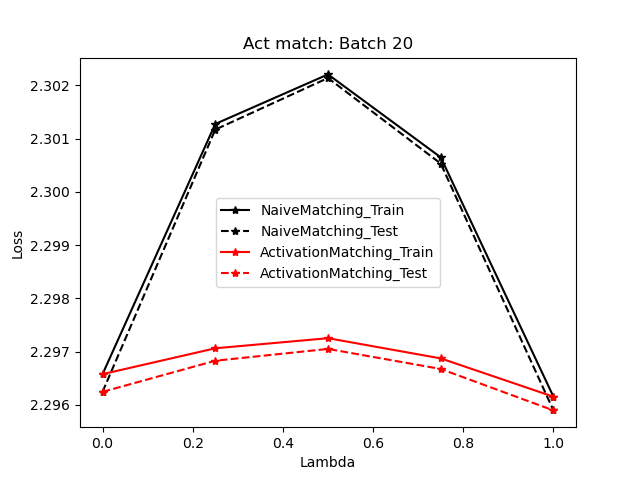 Act match: Batch 20
2.302
2.301
2.300
2.299
2.298
2.297
2.296
Loss
NaiveMatching_Train
NaiveMatching_Test
ActivationMatching_Train
ActivationMatching_Test
0.0 0.2 0.4 0.6 0.8 1.0
Lambda